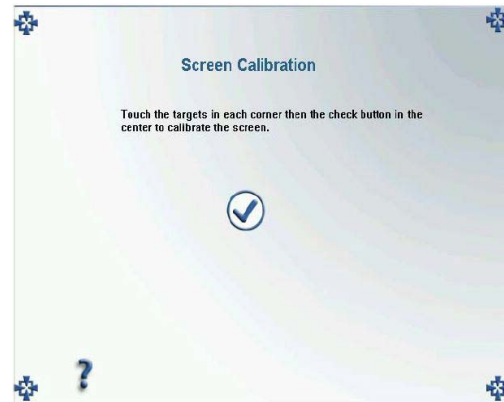 Screen Calibration
Touch the targets in each corner then the check button in the
center to calibrate the screen.
?